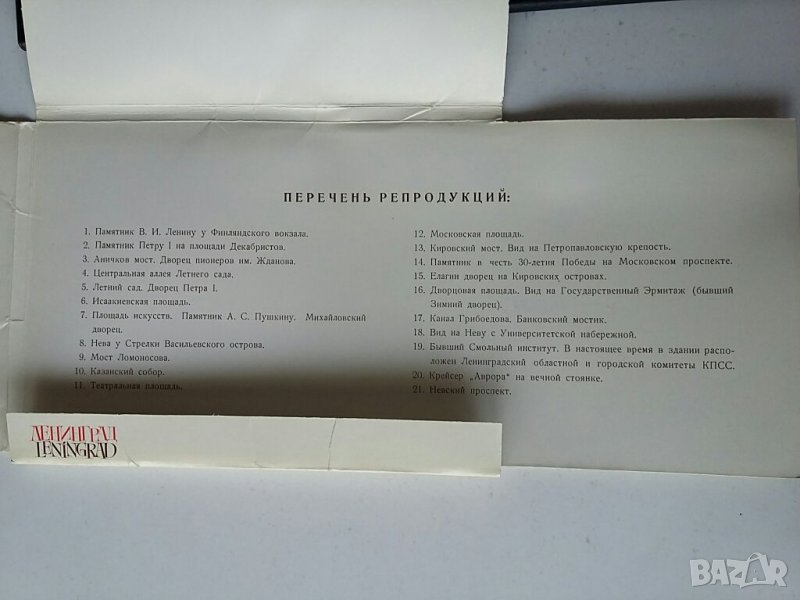 ПЕРЕЧЕНЬ РЕПРОДУКЦИЙ:
1. Памятник В. И. Ленину у Финляндского вокзала.
2. Памятник Петру I на площади Декабристов.
3. Аничков мост. Дворец пионеров им. Жданова.
4. Центральная аллея Летнего сада.
5. Летний сад. Дворец Петра I.
6. Исаакиевская площадь.
7. Площадь искусств. Памятник А. С. Пушкину. Михайловский
дворец.
8. Нева у Стрелки Васильевского острова.
9. Мост Ломоносова.
10. Казанский собор.
11. Театральная площадь.
12. Московская площадь.
13. Кировский мост. Вид на Петропавловскую крепость.
14. Памятник в честь 30-летия Победы на Московском проспекте.
15. Елагин дворец на Кировских островах.
16. Дворцовая площадь. Вид на Государственный Эрмитаж (бывший
Зимний дворец).
17. Канал Грибоедова. Банковский мостик.
18. Вид на Неву с Университетской набережной.
19. Бывший Смольный институт. В настоящее время в здании распо-
ложен Ленинградский областной и городской комитеты КПСС.
20. Крейсер „Аврора" на вечной стоянке.
21. Невский проспект.
ЛЕНИНГРАД
LENINGRAD
BAZAR